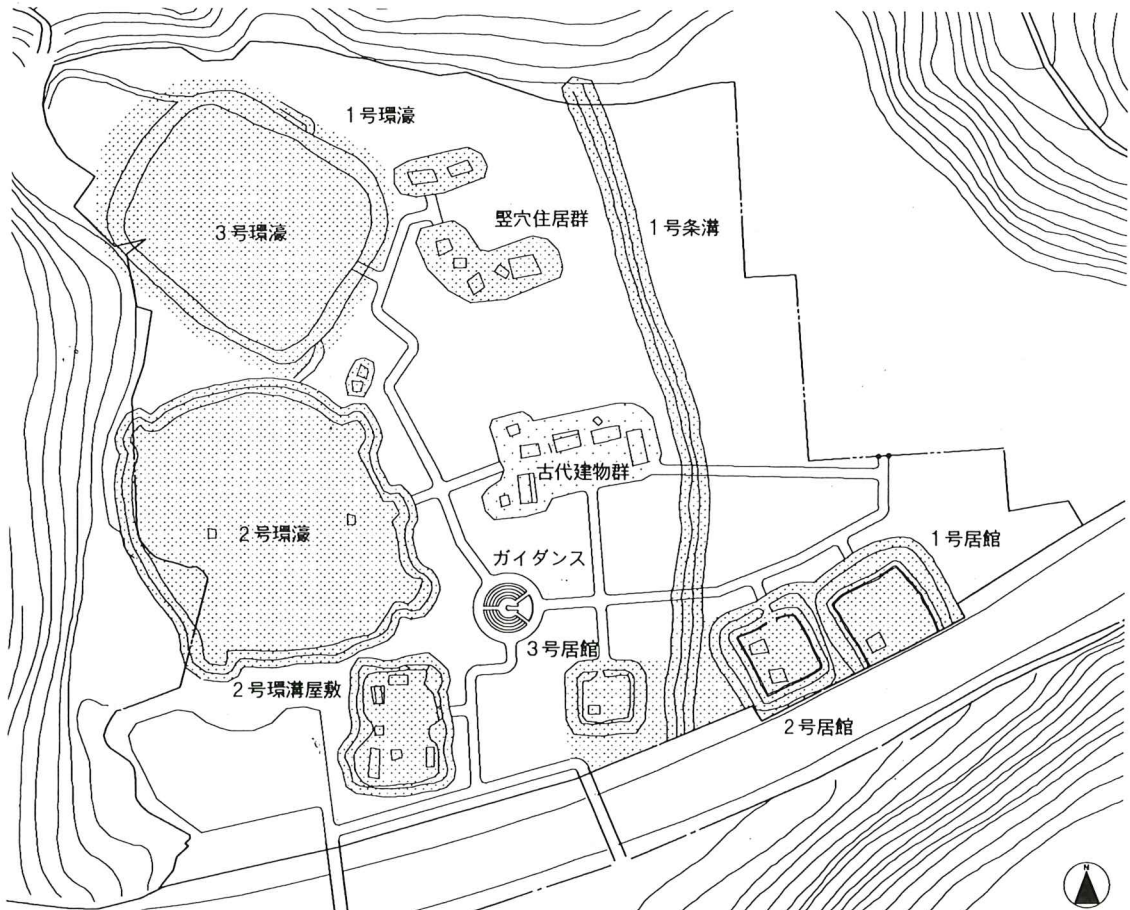 1号環濠
竪穴住居群
1号条溝
3号環濠
古代建物群
2号環濠
1号居館
ガイダンス
3号居館
2号環溝屋敷
2号居館
N